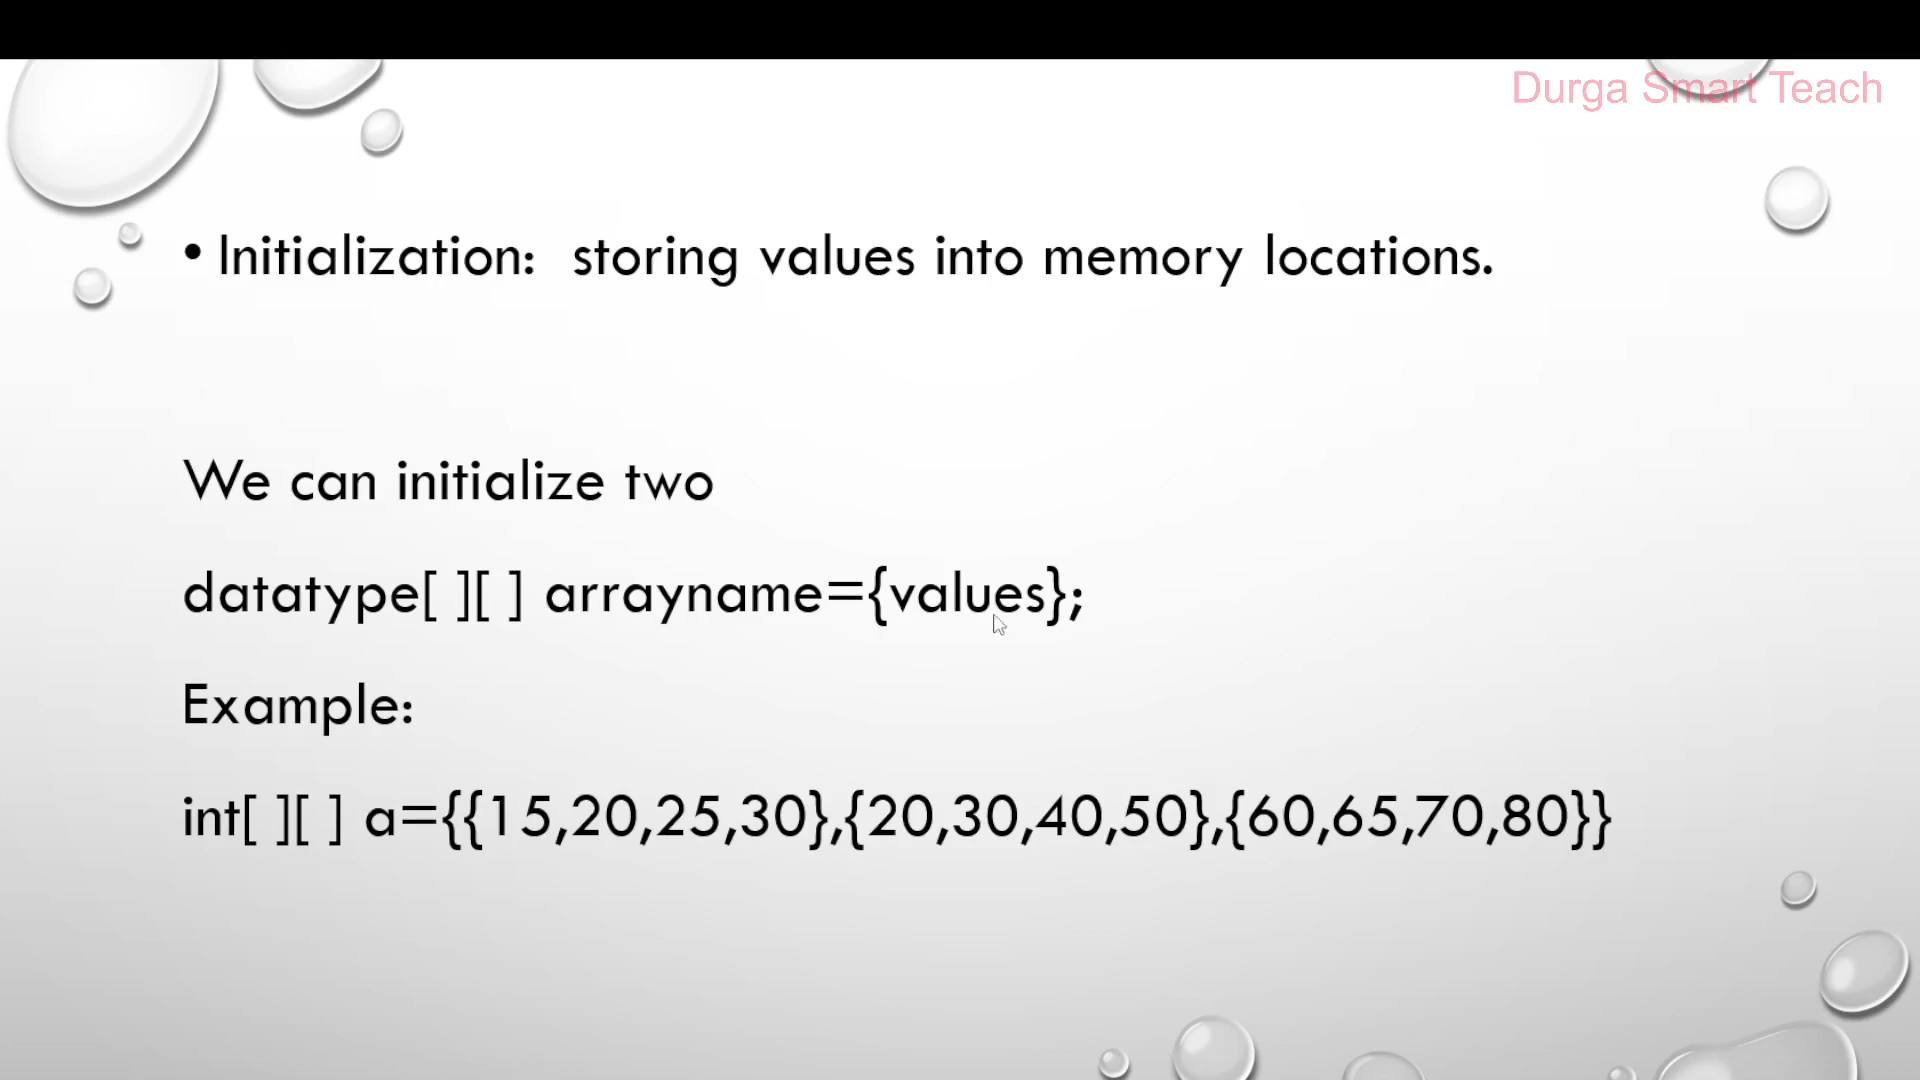 Durga Smart Teach
• Initialization:  storing values into memory locations.
We can initialize two
datatype[ ][ ] arrayname={values};
Example:
int[ ][ ] a={{15,20,25,30},{20,30,40,50},{60,65,70,80}}